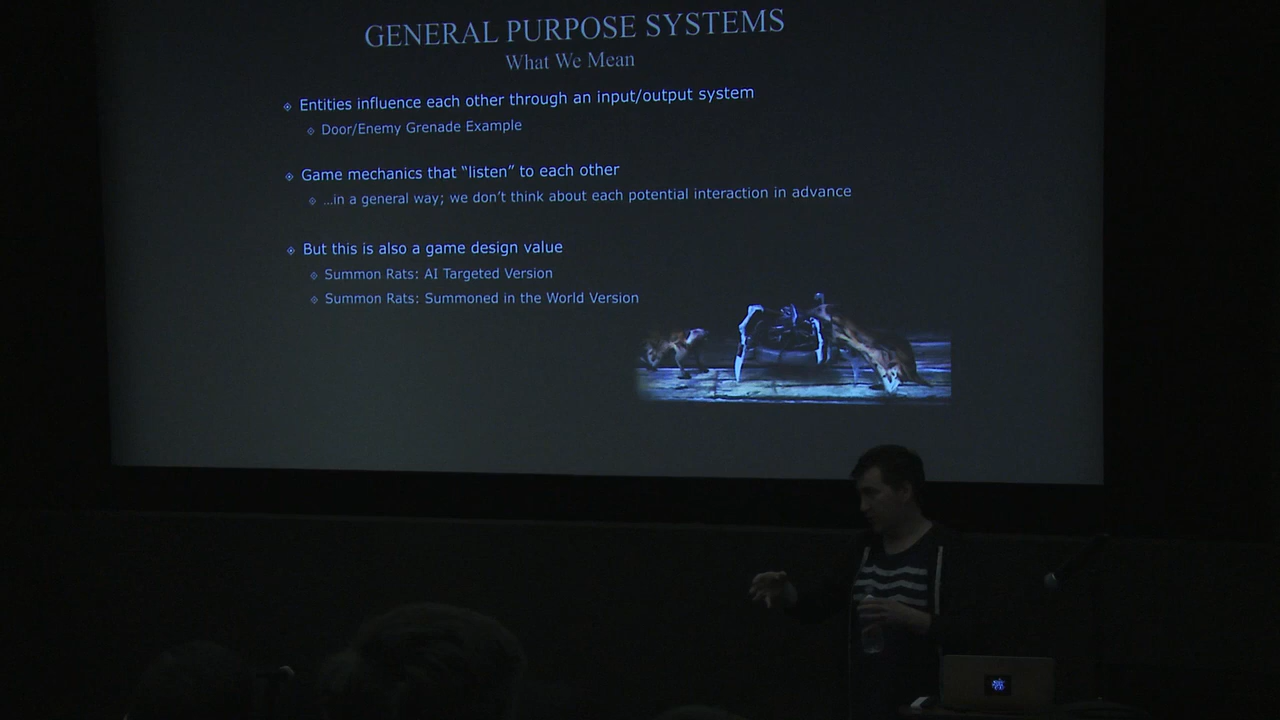 GENERAL PURPOSE SYSTEMS
What We Mean
Entities influence each other through an input/output system
Door/Enemy Grenade Example
Game mechanics that “listen” to each other
...in a general way; we don’t think about each potential interaction in advance
But this is also a game design value
Summon Rats: AI Targeted Version
Summon Rats: Summoned in the World Version